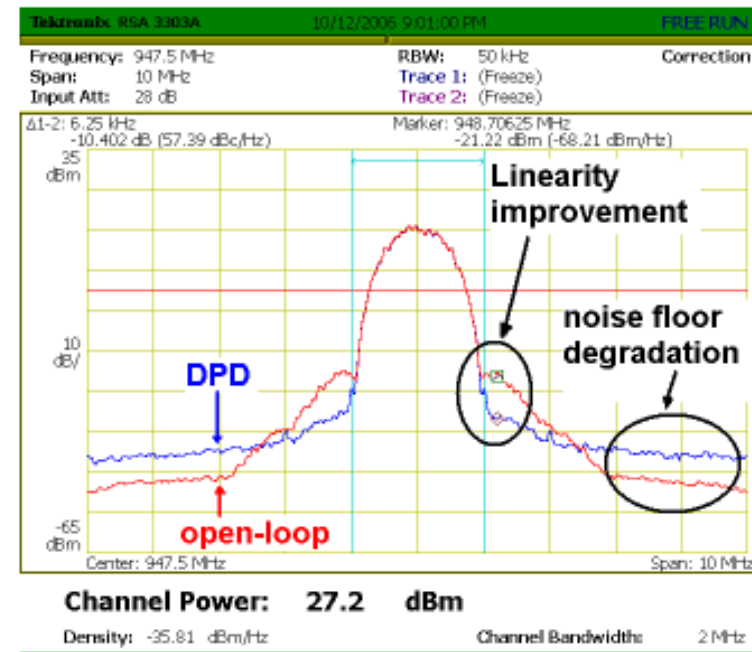 Tektronix RSA 3303A 10/12/2006 9:01:00 PM FREE RUN
Frequency: 947.5 MHz RBW: 50 kHz Correction
Span: 10 MHz Trace 1: (Freeze)
Input Att: 28 dB Trace 2: (Freeze)
Δ1-2: 6.25 kHz Marker: 948.70625 MHz
-10.402 dB (57.39 dBc/Hz) -21.22 dBm (-68.21 dBm/Hz)
35
dBm
Linearity
improvement
noise floor
degradation
10
dB/
DPD
open-loop
-65
dBm
Center: 947.5 MHz Span: 10 MHz
Channel Power: 27.2 dBm
Density: -35.81 dBm/Hz Channel Bandwidth: 2 MHz